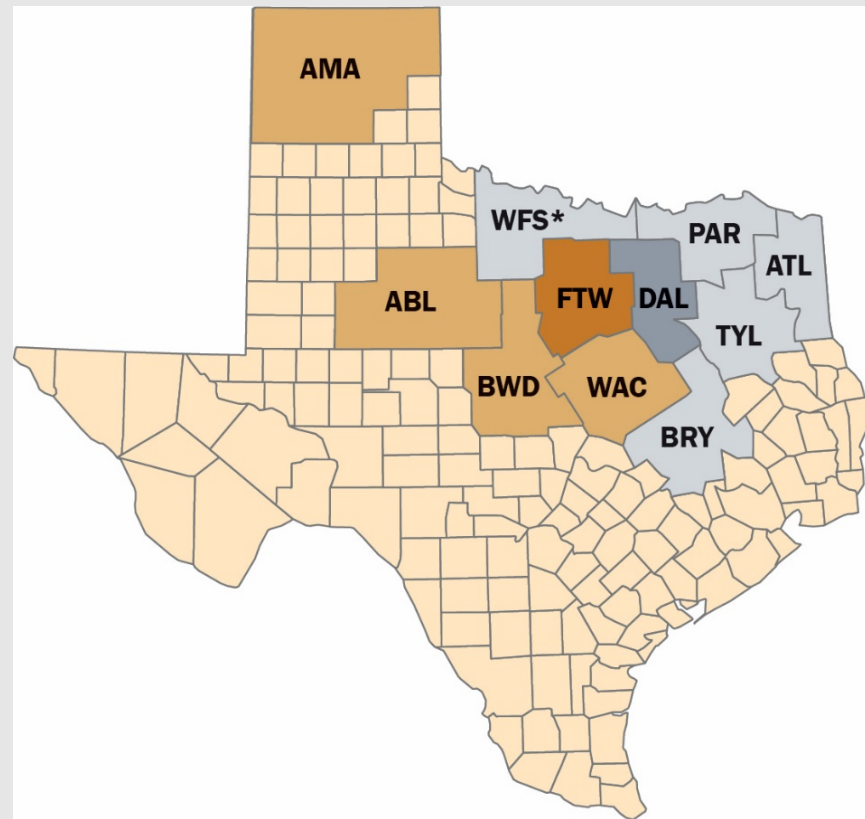 AMA
WFS*
PAR
ATL
ABL
FTW
DAL
TYL
BWD
WAC
BRY